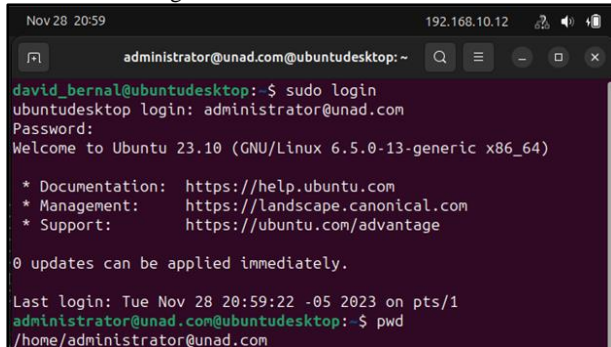 Nov 28 20:59 192.168.10.12
administrator@unad.com@ubuntudesktop: ~
david_bernal@ubuntudesktop:~$ sudo login
ubuntudesktop login: administrator@unad.com
Password:
Welcome to Ubuntu 23.10 (GNU/Linux 6.5.0-13-generic x86_64)
* Documentation: https://help.ubuntu.com
* Management: https://landscape.canonical.com
* Support: https://ubuntu.com/advantage
0 updates can be applied immediately.
Last login: Tue Nov 28 20:59:22 -05 2023 on pts/1
administrator@unad.com@ubuntudesktop:~$ pwd
/home/administrator@unad.com